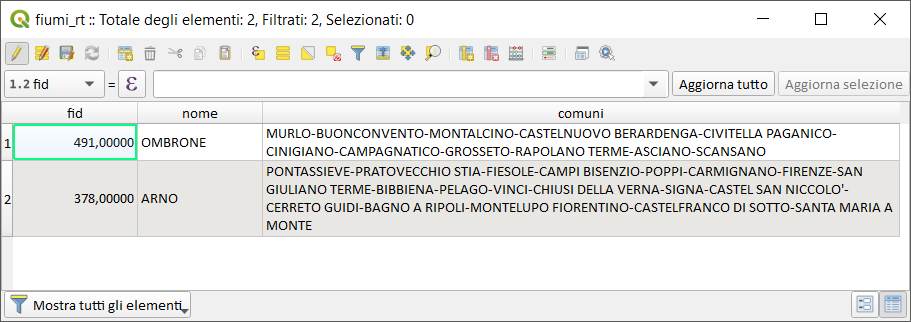 fiumi_rt :: Totale degli elementi: 2, Filtrati: 2, Selezionati: 0
1.2 fid = ε Aggiorna tutto Aggiorna selezione
fid nome comuni
1 491,00000 OMBRONE MURLO-BUONCONVENTO-MONTALCINO-CASTELNUOVO BERARDENGA-CIVITELLA PAGANICO-
CINIGIANO-CAMPAGNATICO-GROSSETO-RAPOLANO TERME-ASCIANO-SCANSANO
2 378,00000 ARNO PONTASSIEVE-PRATOVECCHIO STIA-FIESOLE-CAMPI BISENZIO-POPPI-CARMIGNANO-FIRENZE-SAN
GIULIANO TERME-BIBBIENA-PELAGO-VINCI-CHIUSI DELLA VERNA-SIGNA-CASTEL SAN NICCOLO'-
CERRETO GUIDI-BAGNO A RIPOLI-MONTELUPO FIORENTINO-CASTELFRANCO DI SOTTO-SANTA MARIA A
MONTE
Mostra tutti gli elementi